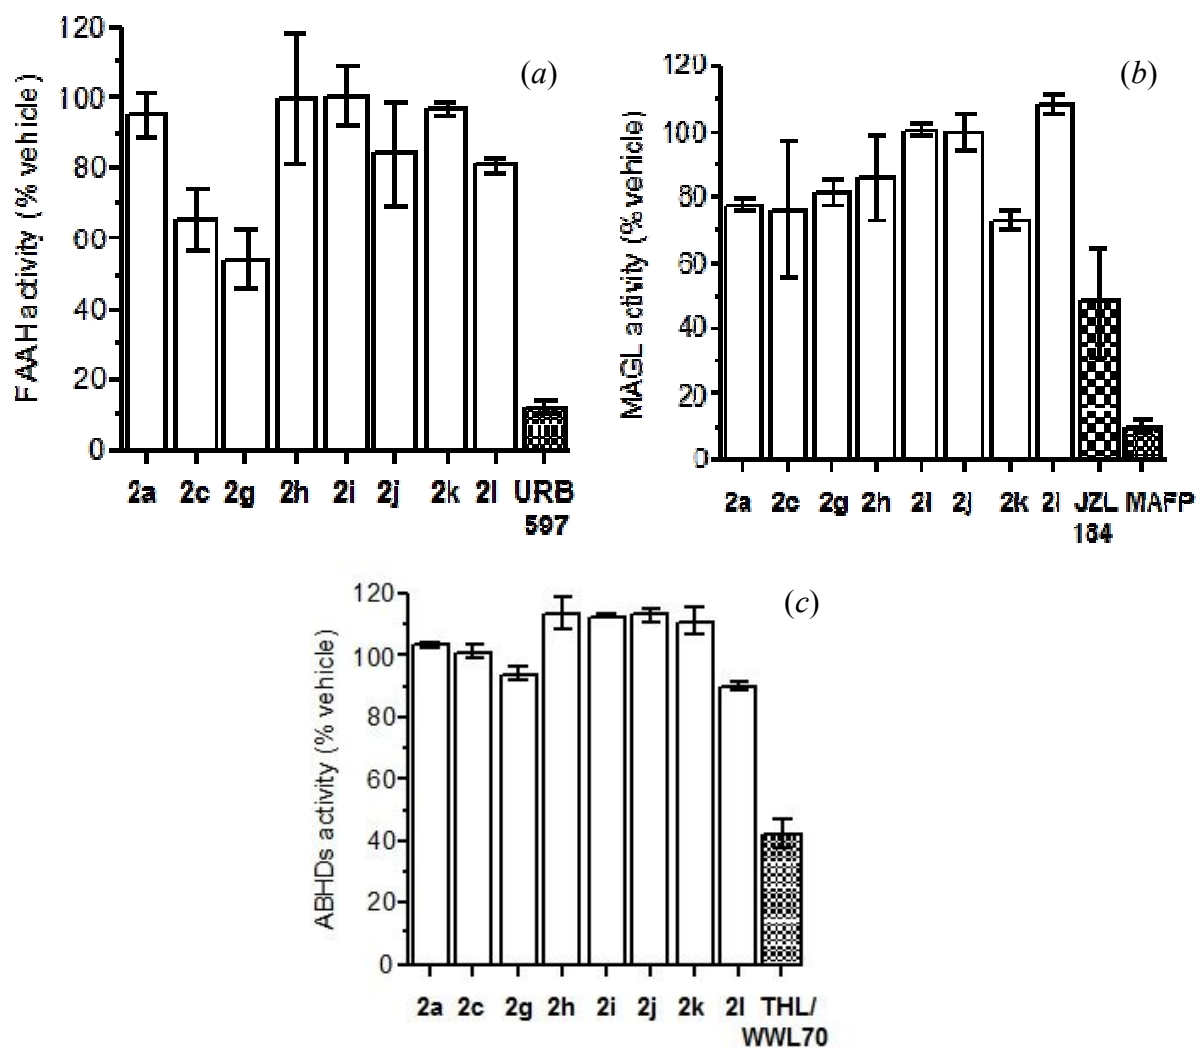 (a)
FAAH activity (% vehicle)
120
100
80
60
40
20
0
2a 2c 2g 2h 2i 2j 2k 2l URB
597
(b)
MAGL activity (% vehicle)
120
100
80
60
40
20
0
2a 2c 2g 2h 2i 2j 2k 2l JZL MAFP
184
(c)
ABHDs activity (% vehicle)
120
100
80
60
40
20
0
2a 2c 2g 2h 2i 2j 2k 2l THL/
WWL70